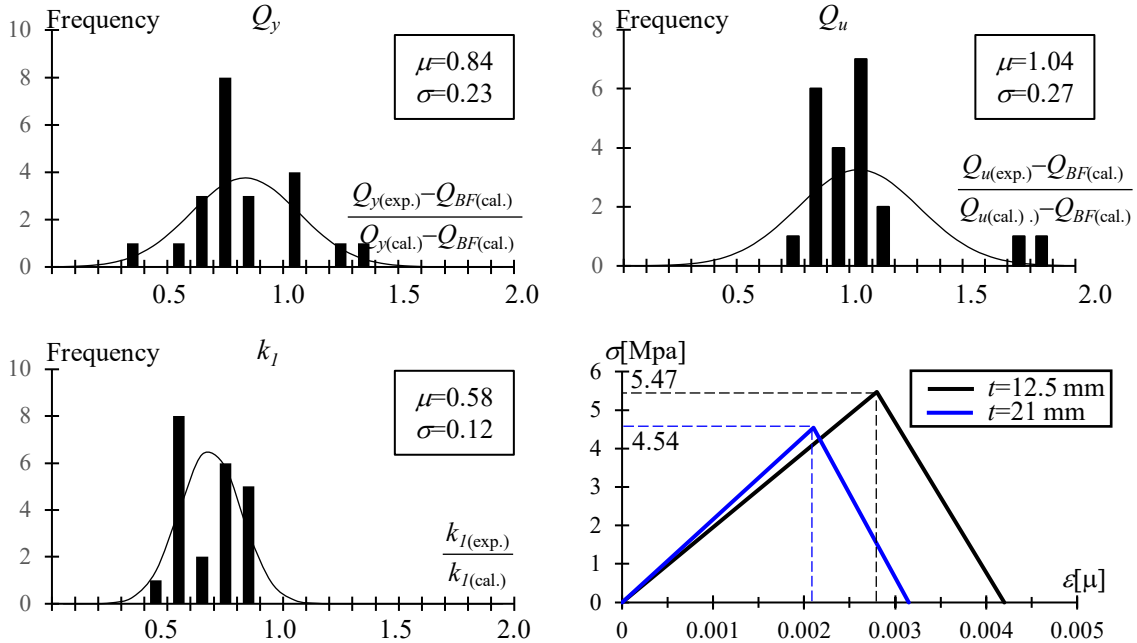 Frequency
Q_y
10
8
6
4
2
0
μ=0.84
σ=0.23
Q_y(exp.)−Q_BF(cal.)
Q_y(cal.)−Q_BF(cal.)
0.5 1.0 1.5 2.0
Frequency
Q_u
8
6
4
2
0
μ=1.04
σ=0.27
Q_u(exp.)−Q_BF(cal.)
Q_u(cal.) .)−Q_BF(cal.)
0.5 1.0 1.5 2.0
Frequency
k_1
10
8
6
4
2
0
μ=0.58
σ=0.12
k_1(exp.)
k_1(cal.)
0.5 1.0 1.5 2.0
σ[Mpa]
6
5
4
3
2
1
0
5.47
4.54
t=12.5 mm
t=21 mm
ε[μ]
0 0.001 0.002 0.003 0.004 0.005